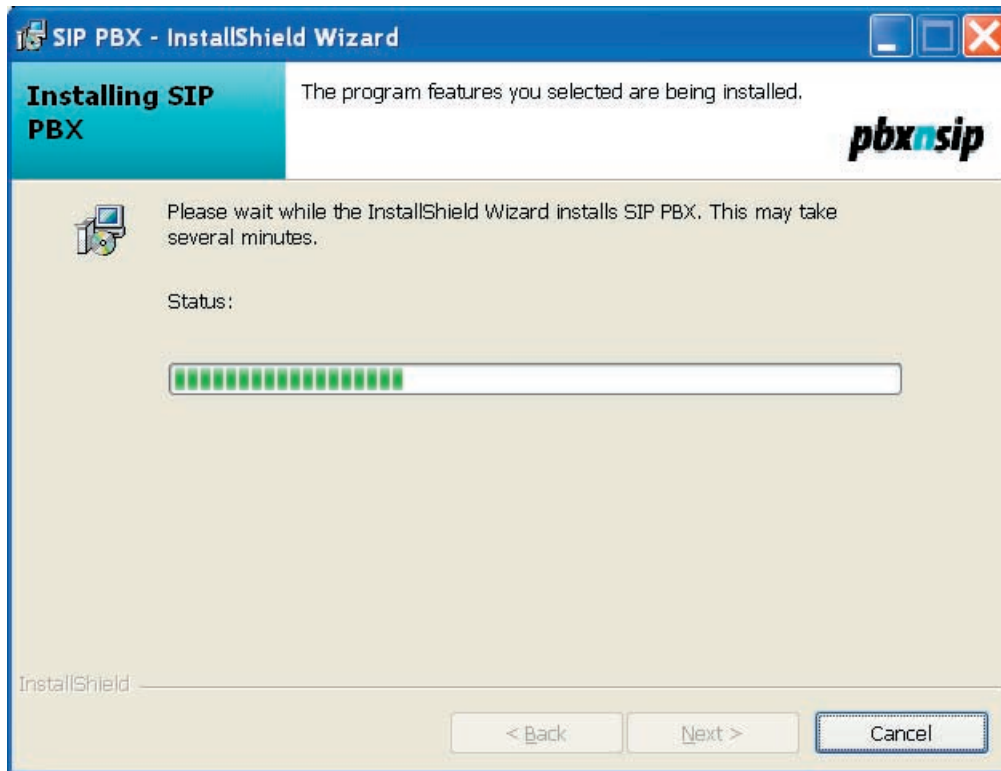 SIP PBX - InstallShield Wizard
Installing SIP
PBX
The program features you selected are being installed.
pbxnsip
Please wait while the InstallShield Wizard installs SIP PBX. This may take
several minutes.
Status:
InstallShield
< Back
Next >
Cancel